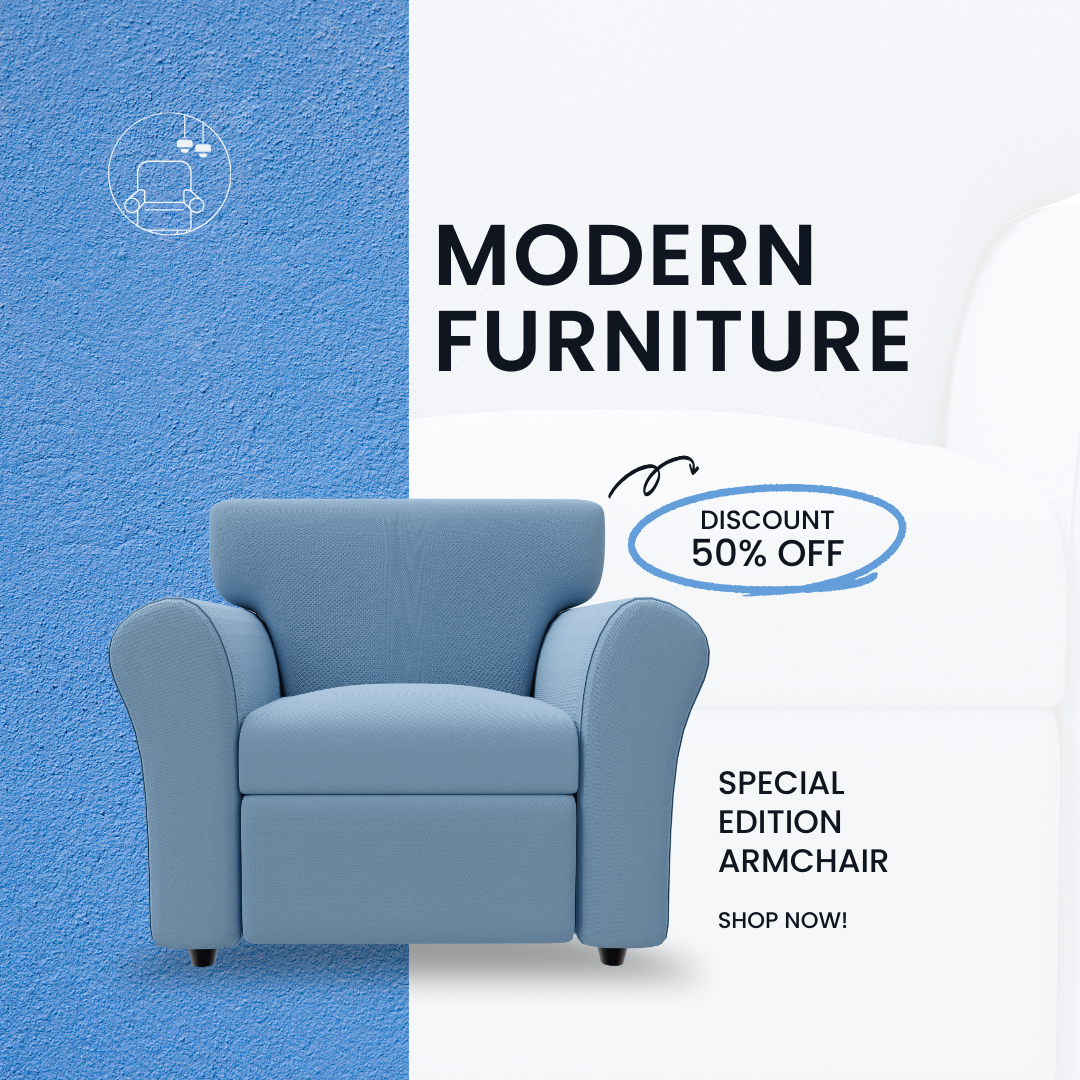 MODERN
FURNITURE
DISCOUNT
50% OFF
SPECIAL
EDITION
ARMCHAIR
SHOP NOW!